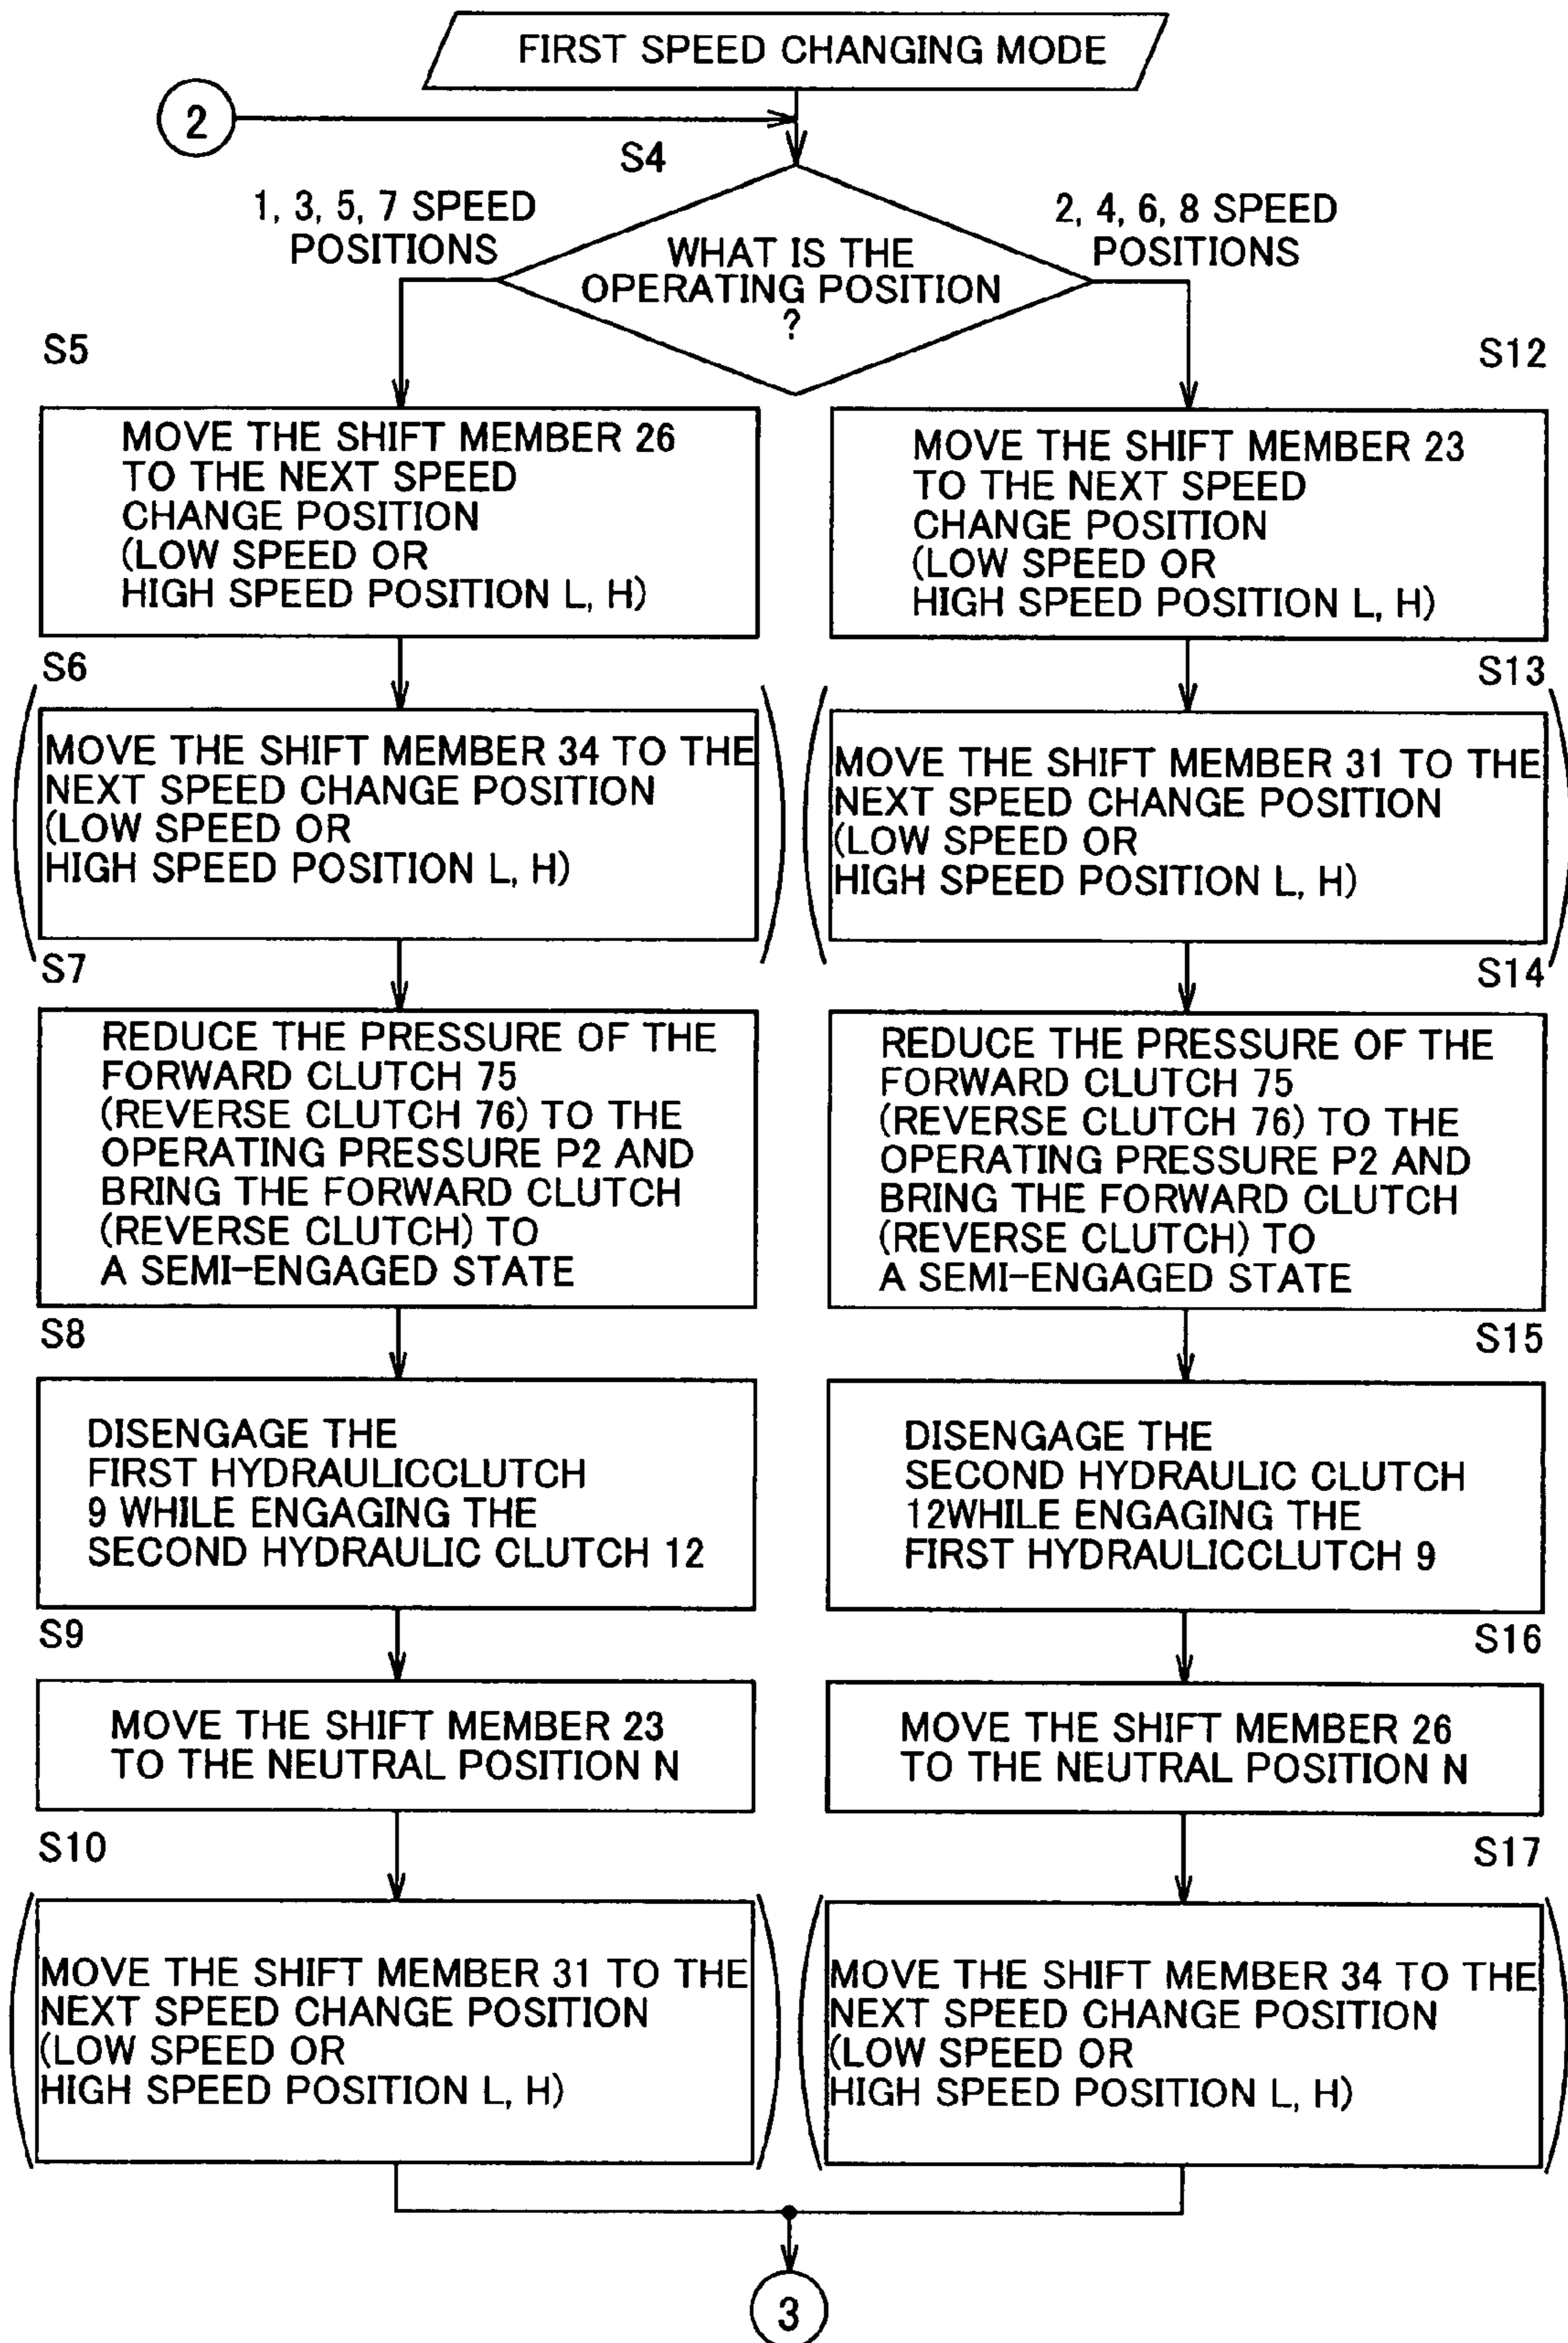 FIRST SPEED CHANGING MODE
2
S4
1, 3, 5, 7 SPEED
POSITIONS
2, 4, 6, 8 SPEED
POSITIONS
WHAT IS THE
OPERATING POSITION
?
S5
MOVE THE SHIFT MEMBER 26
TO THE NEXT SPEED
CHANGE POSITION
(LOW SPEED OR
HIGH SPEED POSITION L, H)
S6
MOVE THE SHIFT MEMBER 34 TO THE
NEXT SPEED CHANGE POSITION
(LOW SPEED OR
HIGH SPEED POSITION L, H)
S7
REDUCE THE PRESSURE OF THE
FORWARD CLUTCH 75
(REVERSE CLUTCH 76) TO THE
OPERATING PRESSURE P2 AND
BRING THE FORWARD CLUTCH
(REVERSE CLUTCH) TO
A SEMI-ENGAGED STATE
S8
DISENGAGE THE
FIRST HYDRAULICCLUTCH
9 WHILE ENGAGING THE
SECOND HYDRAULIC CLUTCH 12
S9
MOVE THE SHIFT MEMBER 23
TO THE NEUTRAL POSITION N
S10
MOVE THE SHIFT MEMBER 31 TO THE
NEXT SPEED CHANGE POSITION
(LOW SPEED OR
HIGH SPEED POSITION L, H)
S12
MOVE THE SHIFT MEMBER 23
TO THE NEXT SPEED
CHANGE POSITION
(LOW SPEED OR
HIGH SPEED POSITION L, H)
S13
MOVE THE SHIFT MEMBER 31 TO THE
NEXT SPEED CHANGE POSITION
(LOW SPEED OR
HIGH SPEED POSITION L, H)
S14
REDUCE THE PRESSURE OF THE
FORWARD CLUTCH 75
(REVERSE CLUTCH 76) TO THE
OPERATING PRESSURE P2 AND
BRING THE FORWARD CLUTCH
(REVERSE CLUTCH) TO
A SEMI-ENGAGED STATE
S15
DISENGAGE THE
SECOND HYDRAULIC CLUTCH
12WHILE ENGAGING THE
FIRST HYDRAULICCLUTCH 9
S16
MOVE THE SHIFT MEMBER 26
TO THE NEUTRAL POSITION N
S17
MOVE THE SHIFT MEMBER 34 TO THE
NEXT SPEED CHANGE POSITION
(LOW SPEED OR
HIGH SPEED POSITION L, H)
3